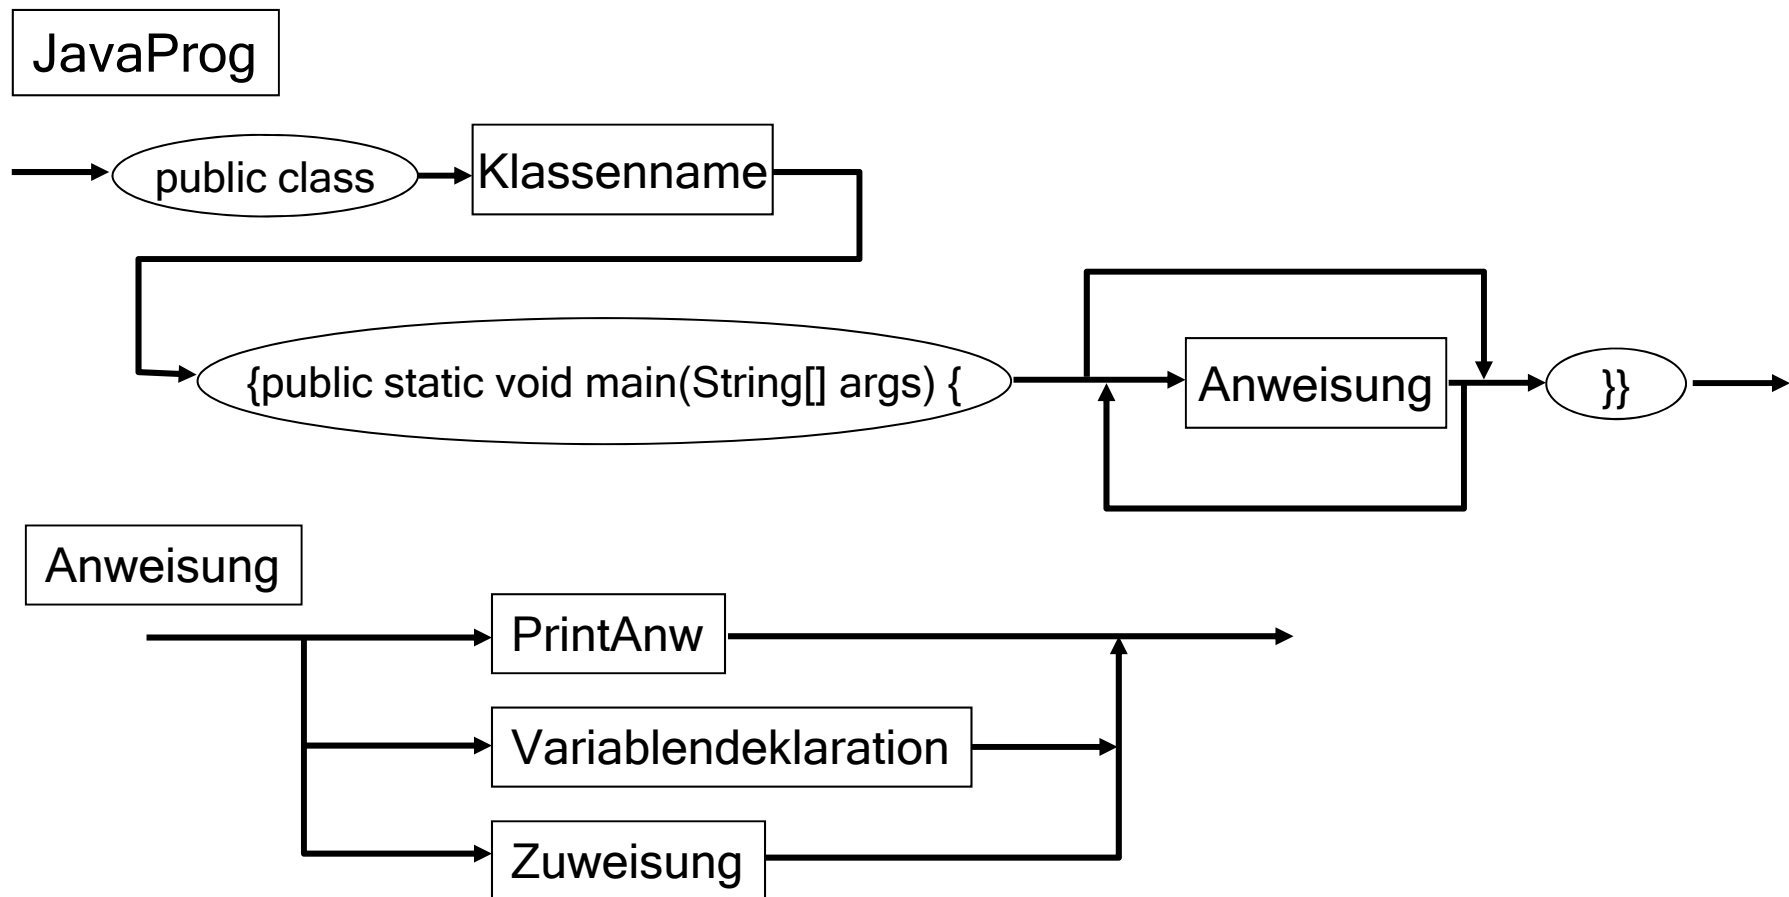 JavaProg
public class
Klassenname
{public static void main(String[] args) {
Anweisung
}}
Anweisung
PrintAnw
Variablendeklaration
Zuweisung